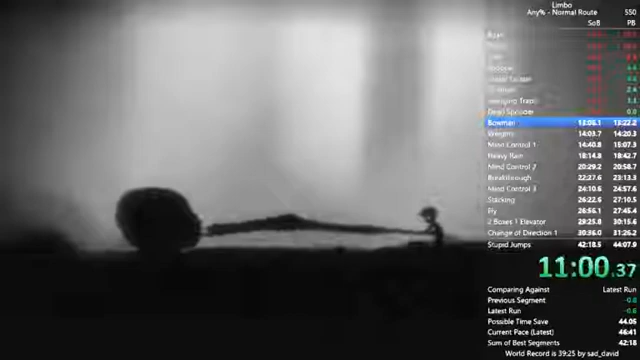 Limbo
Any% - Normal Route 550
SoB PB
Bowman 13:06.1 13:22.2
Weights 14:03.7 14:20.3
Mind Control 1 14:40.8 15:07.3
Heavy Rain 18:14.8 18:42.7
Mind Control 2 20:29.2 20:58.7
Breakthrough 22:27.6 23:13.3
Mind Control 3 24:10.6 24:57.6
Stacking 26:22.6 27:10.5
Fly 26:56.1 27:45.4
2 Boxes 1 Elevator 29:25.8 30:15.6
Change of Direction 1 30:36.0 31:26.2
Stupid Jumps 42:18.5 44:07.9
11:00.37
Comparing Against Latest Run
Previous Segment -0.8
Latest Run -0.6
Possible Time Save 44.05
Current Pace (Latest) 46:41
Sum of Best Segments 42:18
World Record is 39:25 by sad_david